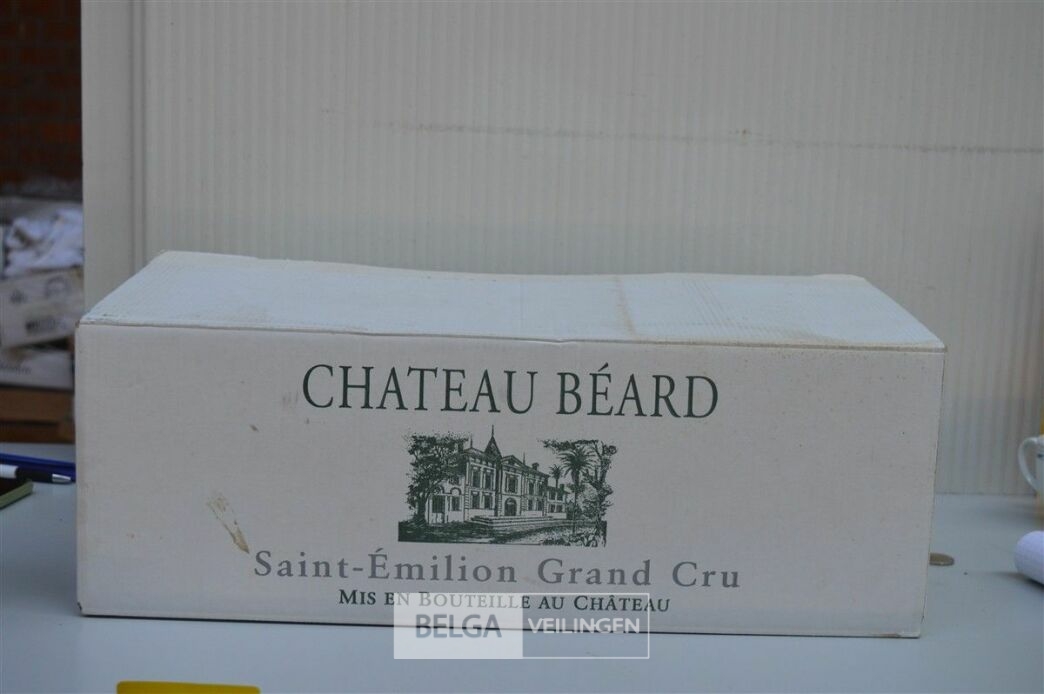 CHATEAU BÉARD
Saint-Émilion Grand Cru
MIS EN BOUTEILLE AU CHÂTEAU
BELGA VEILINGEN